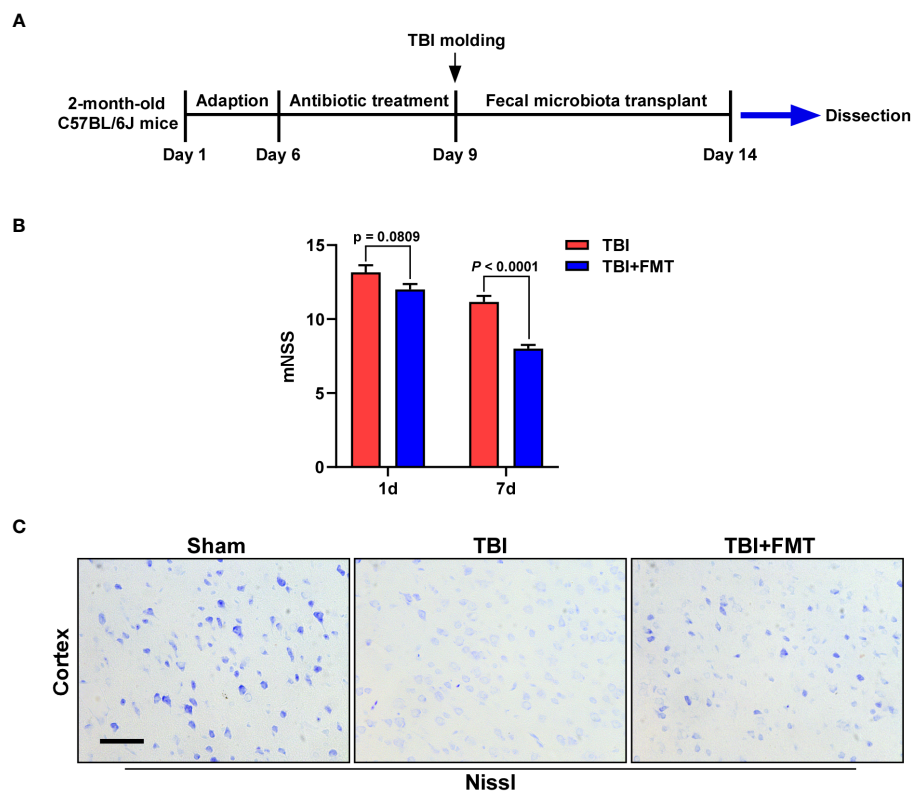 A
TBI molding
2-month-old
C57BL/6J mice
Adaption
Antibiotic treatment
Fecal microbiota transplant
Dissection
Day 1
Day 6
Day 9
Day 14
B
p = 0.0809
P < 0.0001
TBI
TBI+FMT
mNSS
15
10
5
0
1d
7d
C
Sham
TBI
TBI+FMT
Cortex
Nissl